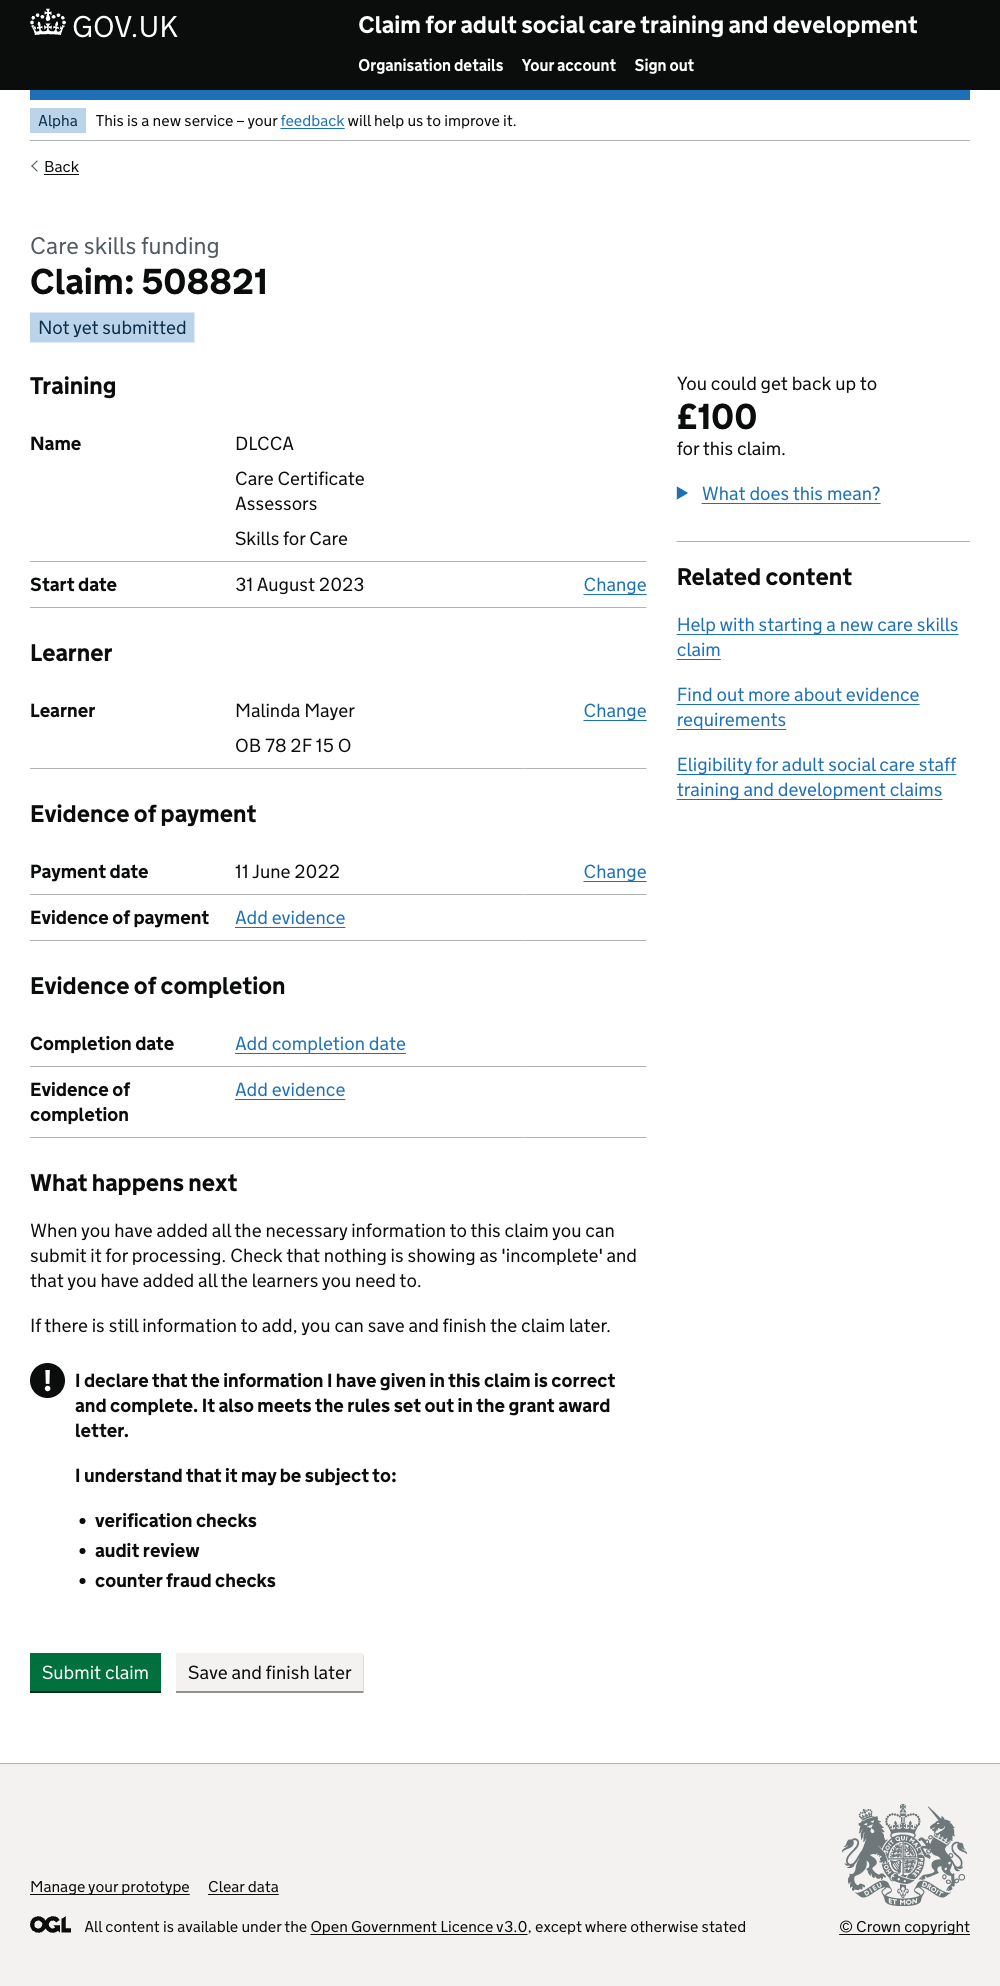 GOV.UK
Claim for adult social care training and development
Organisation details Your account Sign out
Alpha This is a new service – your feedback will help us to improve it.
Back
Care skills funding
Claim: 508821
Not yet submitted
Training
Name DLCCA
Care Certificate
Assessors
Skills for Care
Start date 31 August 2023 Change
Learner
Learner Malinda Mayer Change
OB 78 2F 15 O
Evidence of payment
Payment date 11 June 2022 Change
Evidence of payment Add evidence
Evidence of completion
Completion date Add completion date
Evidence of Add evidence
completion
What happens next
When you have added all the necessary information to this claim you can
submit it for processing. Check that nothing is showing as 'incomplete' and
that you have added all the learners you need to.
If there is still information to add, you can save and finish the claim later.
! I declare that the information I have given in this claim is correct
and complete. It also meets the rules set out in the grant award
letter.
I understand that it may be subject to:
• verification checks
• audit review
• counter fraud checks
Submit claim Save and finish later
You could get back up to
£100
for this claim.
What does this mean?
Related content
Help with starting a new care skills
claim
Find out more about evidence
requirements
Eligibility for adult social care staff
training and development claims
Manage your prototype Clear data
OGL All content is available under the Open Government Licence v3.0, except where otherwise stated
DIEU ET MON DROIT
© Crown copyright